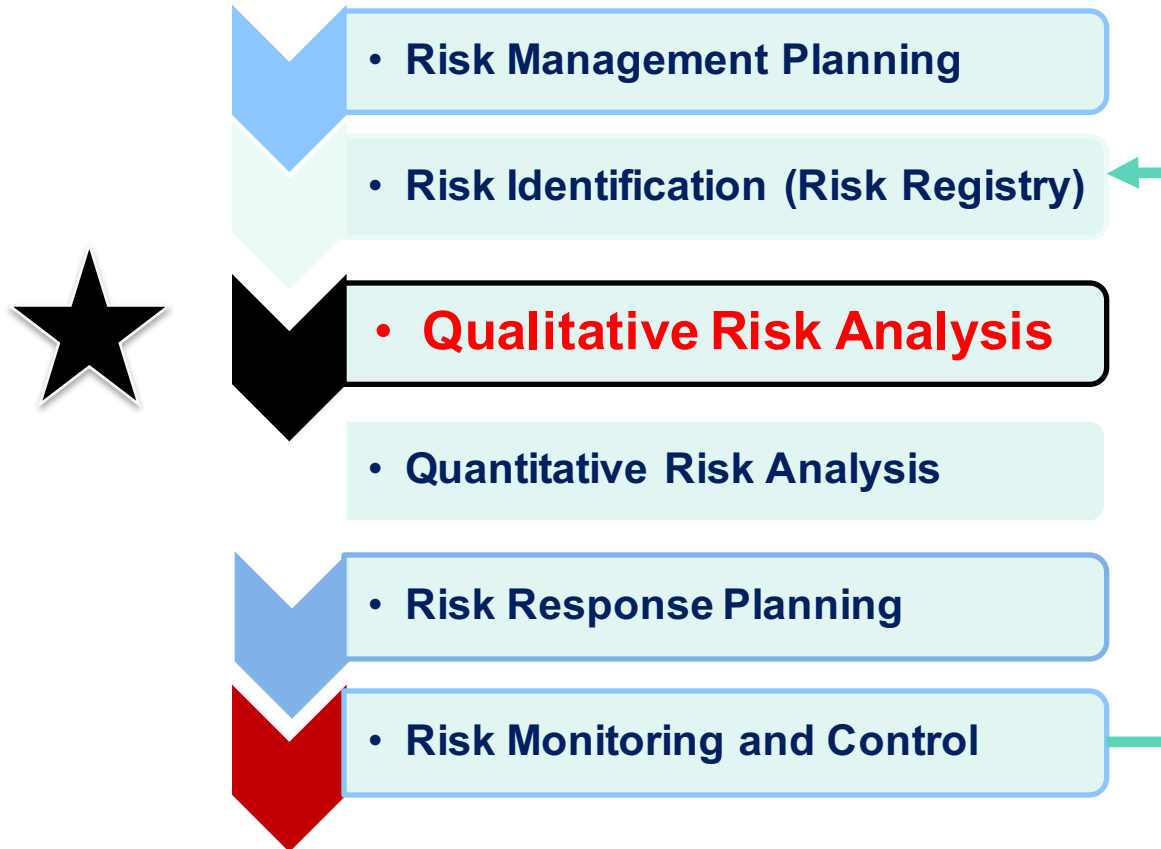 • Risk Management Planning
• Risk Identification (Risk Registry)
• Qualitative Risk Analysis
• Quantitative Risk Analysis
• Risk Response Planning
• Risk Monitoring and Control